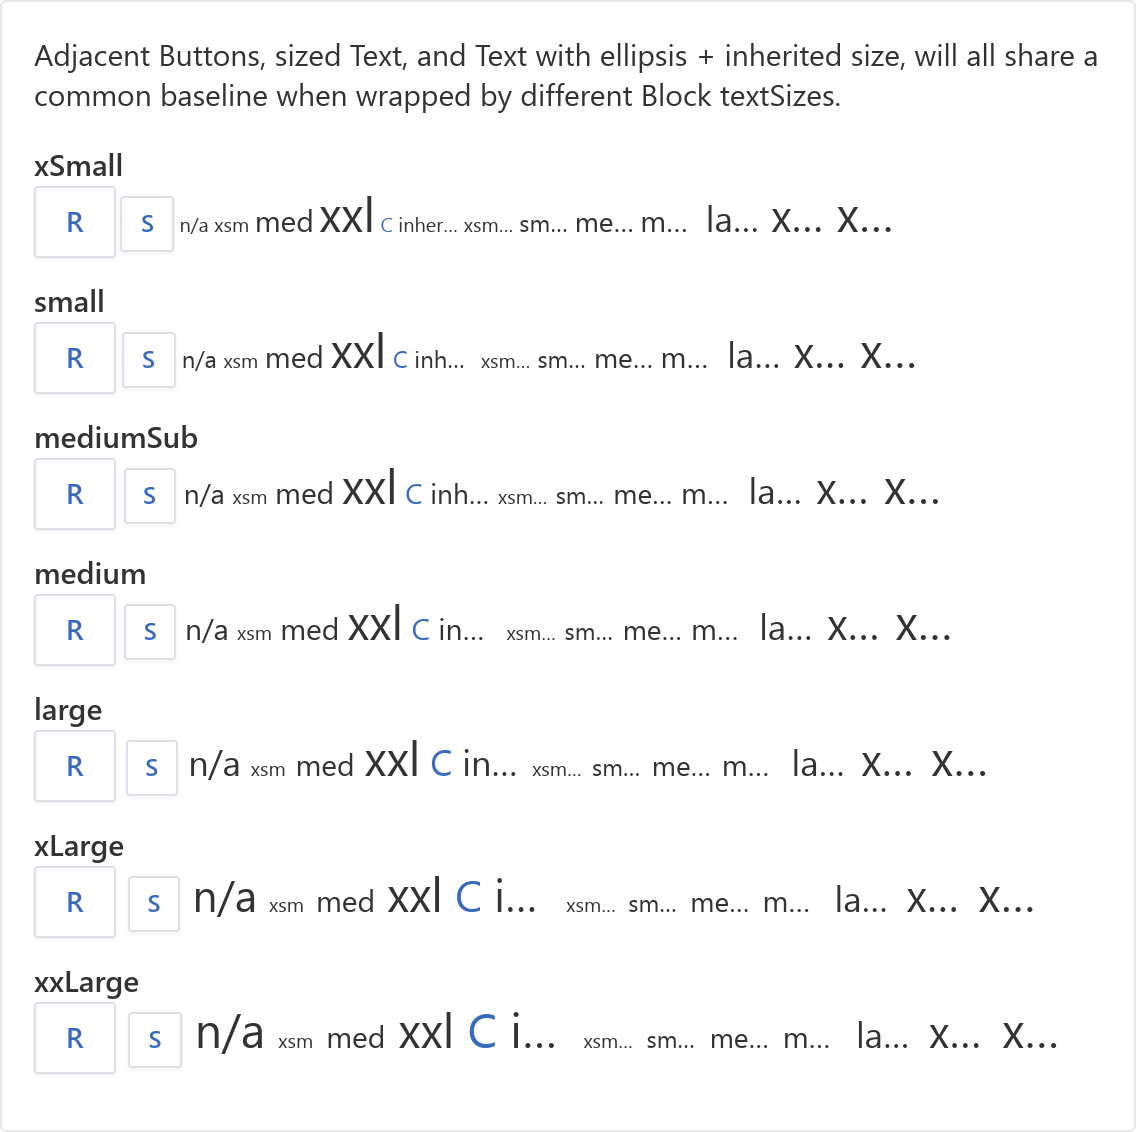 Adjacent Buttons, sized Text, and Text with ellipsis + inherited size, will all share a
common baseline when wrapped by different Block textSizes.
xSmall
R S n/a xsm med xxl C inher... xsm... sm... me... m... la... x... x...
small
R S n/a xsm med xxl C inh... xsm... sm... me... m... la... x... x...
mediumSub
R S n/a xsm med xxl C inh... xsm... sm... me... m... la... x... x...
medium
R S n/a xsm med xxl C in... xsm... sm... me... m... la... x... x...
large
R S n/a xsm med xxl C in... xsm... sm... me... m... la... x... x...
xLarge
R S n/a xsm med xxl C i... xsm... sm... me... m... la... x... x...
xxLarge
R S n/a xsm med xxl C i... xsm... sm... me... m... la... x... x...